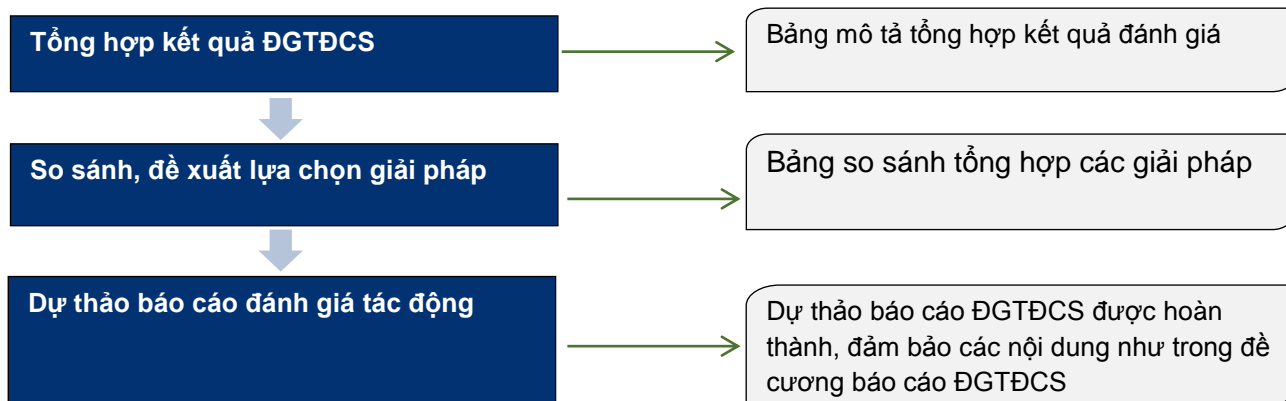 Tổng hợp kết quả ĐGTĐCS
Bảng mô tả tổng hợp kết quả đánh giá
So sánh, đề xuất lựa chọn giải pháp
Bảng so sánh tổng hợp các giải pháp
Dự thảo báo cáo đánh giá tác động
Dự thảo báo cáo ĐGTĐCS được hoàn
thành, đảm bảo các nội dung như trong đề
cương báo cáo ĐGTĐCS